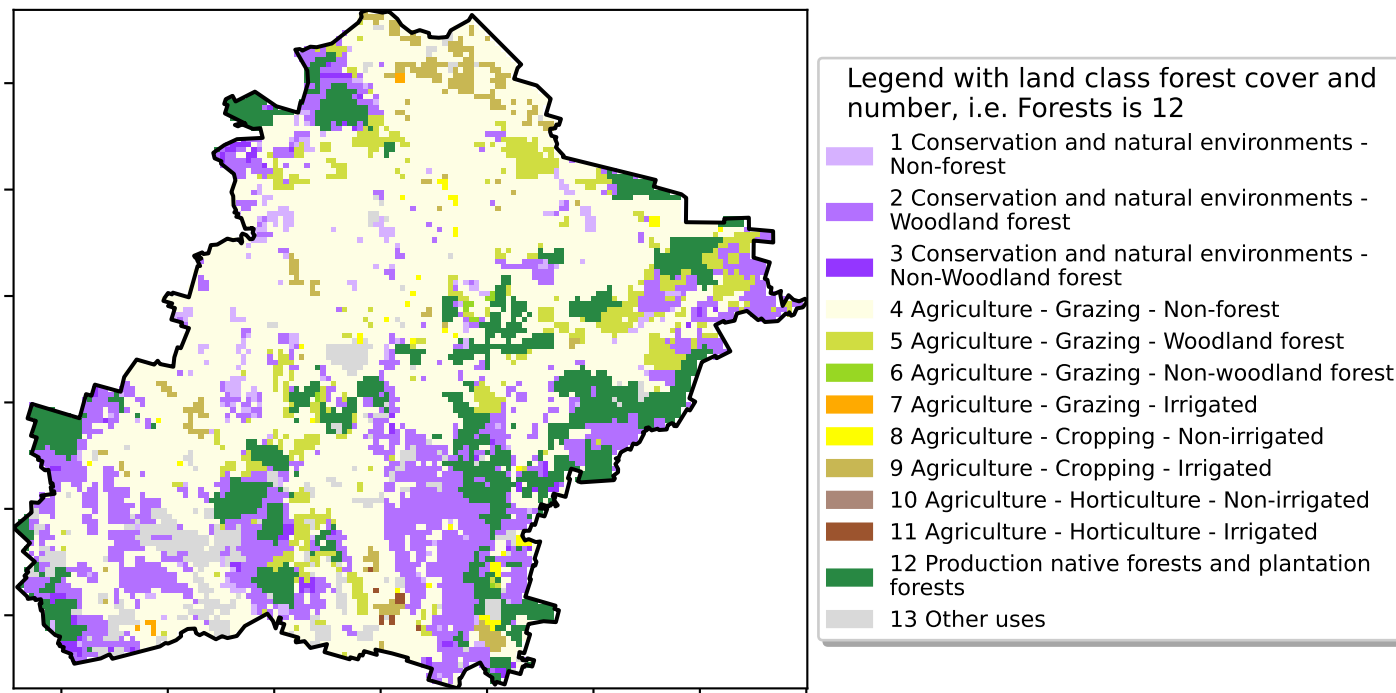 Legend with land class forest cover and
number, i.e. Forests is 12
1 Conservation and natural environments -
Non-forest
2 Conservation and natural environments -
Woodland forest
3 Conservation and natural environments -
Non-Woodland forest
4 Agriculture - Grazing - Non-forest
5 Agriculture - Grazing - Woodland forest
6 Agriculture - Grazing - Non-woodland forest
7 Agriculture - Grazing - Irrigated
8 Agriculture - Cropping - Non-irrigated
9 Agriculture - Cropping - Irrigated
10 Agriculture - Horticulture - Non-irrigated
11 Agriculture - Horticulture - Irrigated
12 Production native forests and plantation
forests
13 Other uses